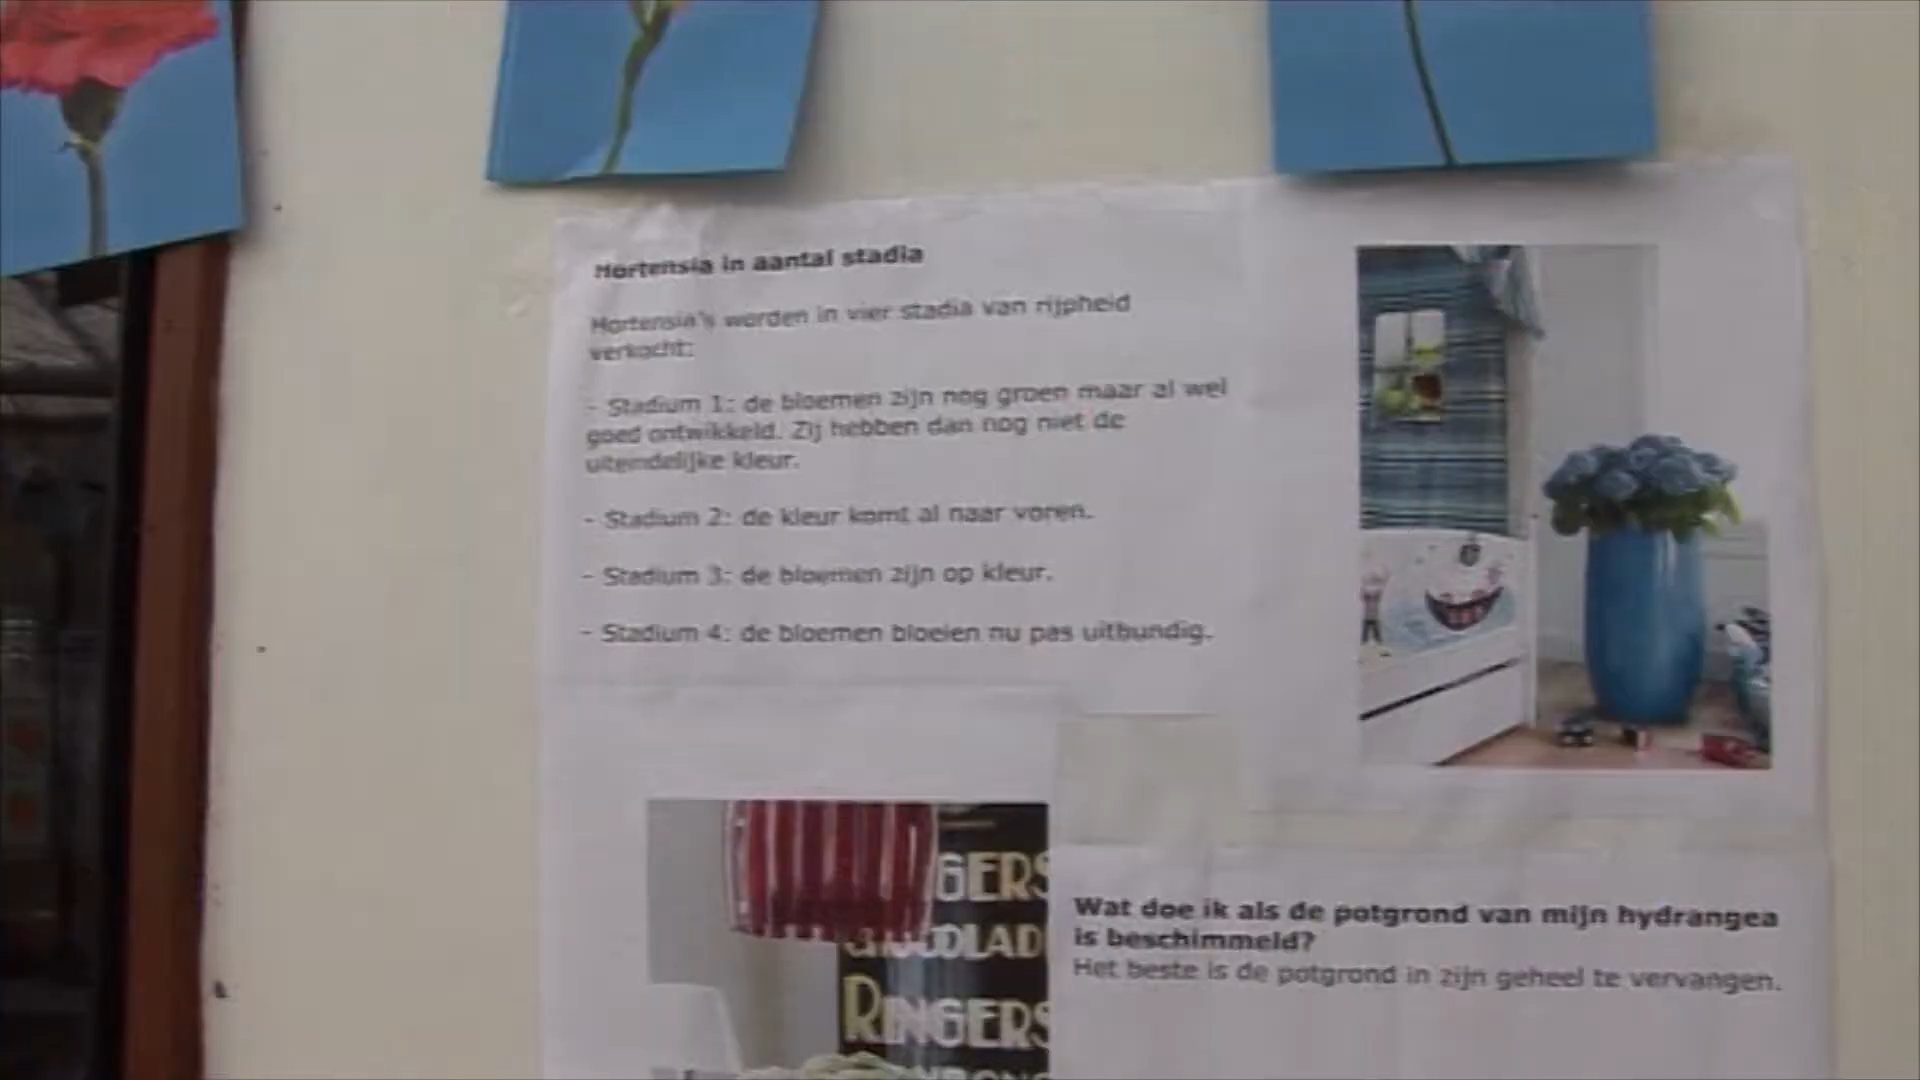 Hortensia in aantal stadia
Hortensia's worden in vier stadia van rijpheid
verkocht:
- Stadium 1: de bloemen zijn nog groen maar al wel
goed ontwikkeld. Zij hebben dan nog niet de
uiteindelijke kleur.
- Stadium 2: de kleur komt al naar voren.
- Stadium 3: de bloemen zijn op kleur.
- Stadium 4: de bloemen bloeien nu pas uitbundig.
GERS
OLAD
RINGERS
Wat doe ik als de potgrond van mijn hydrangea
is beschimmeld?
Het beste is de potgrond in zijn geheel te vervangen.